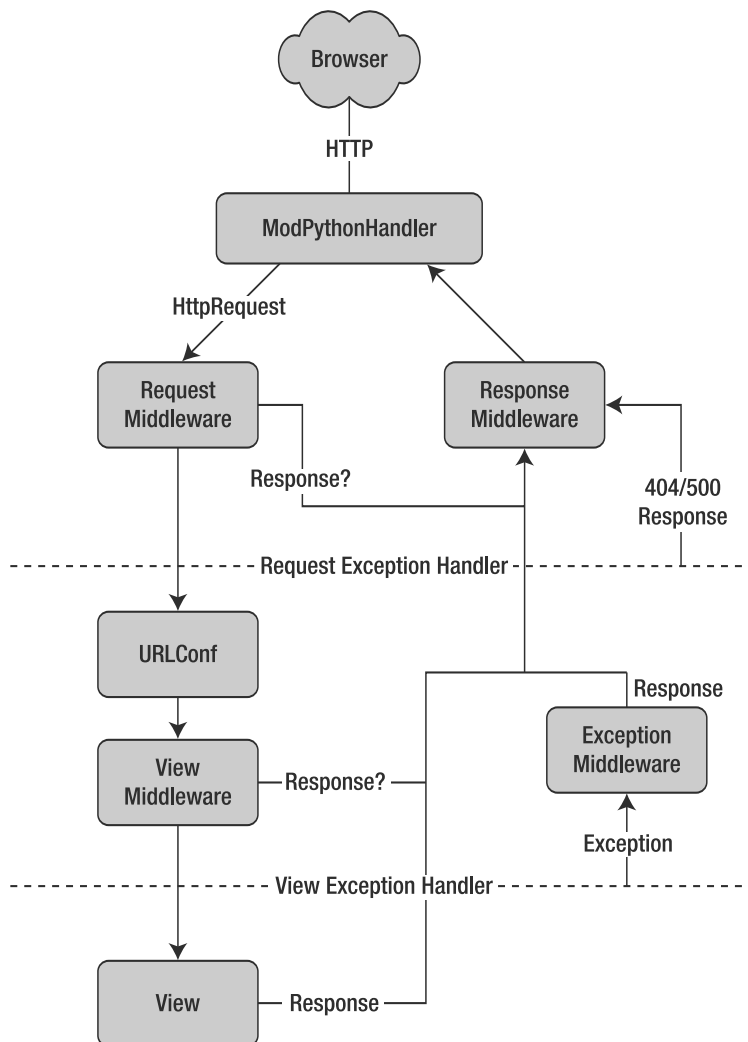 Browser
HTTP
ModPythonHandler
HttpRequest
Request
Middleware
Response
Middleware
Response?
404/500
Response
Request Exception Handler
URLConf
Response
View
Middleware
Response?
Exception
Middleware
Exception
View Exception Handler
View
Response